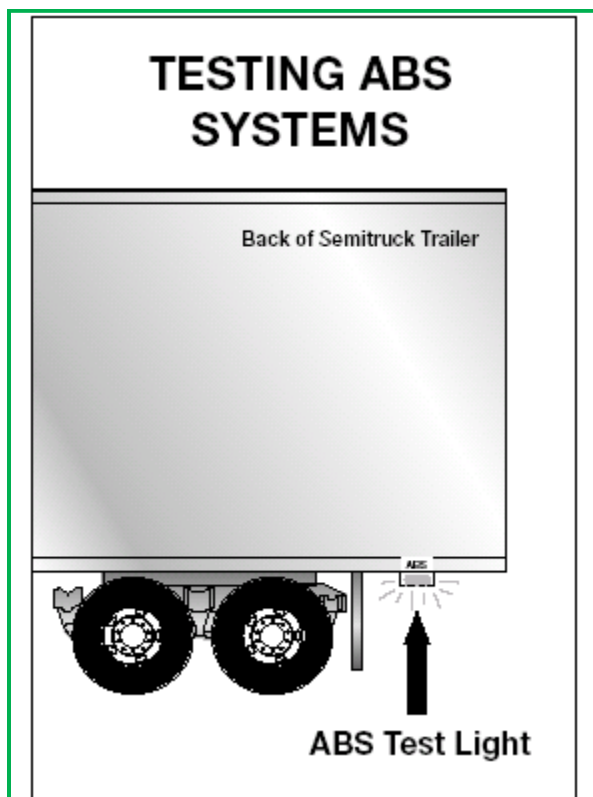 TESTING ABS
SYSTEMS
Back of Semitruck Trailer
ABS
ABS Test Light